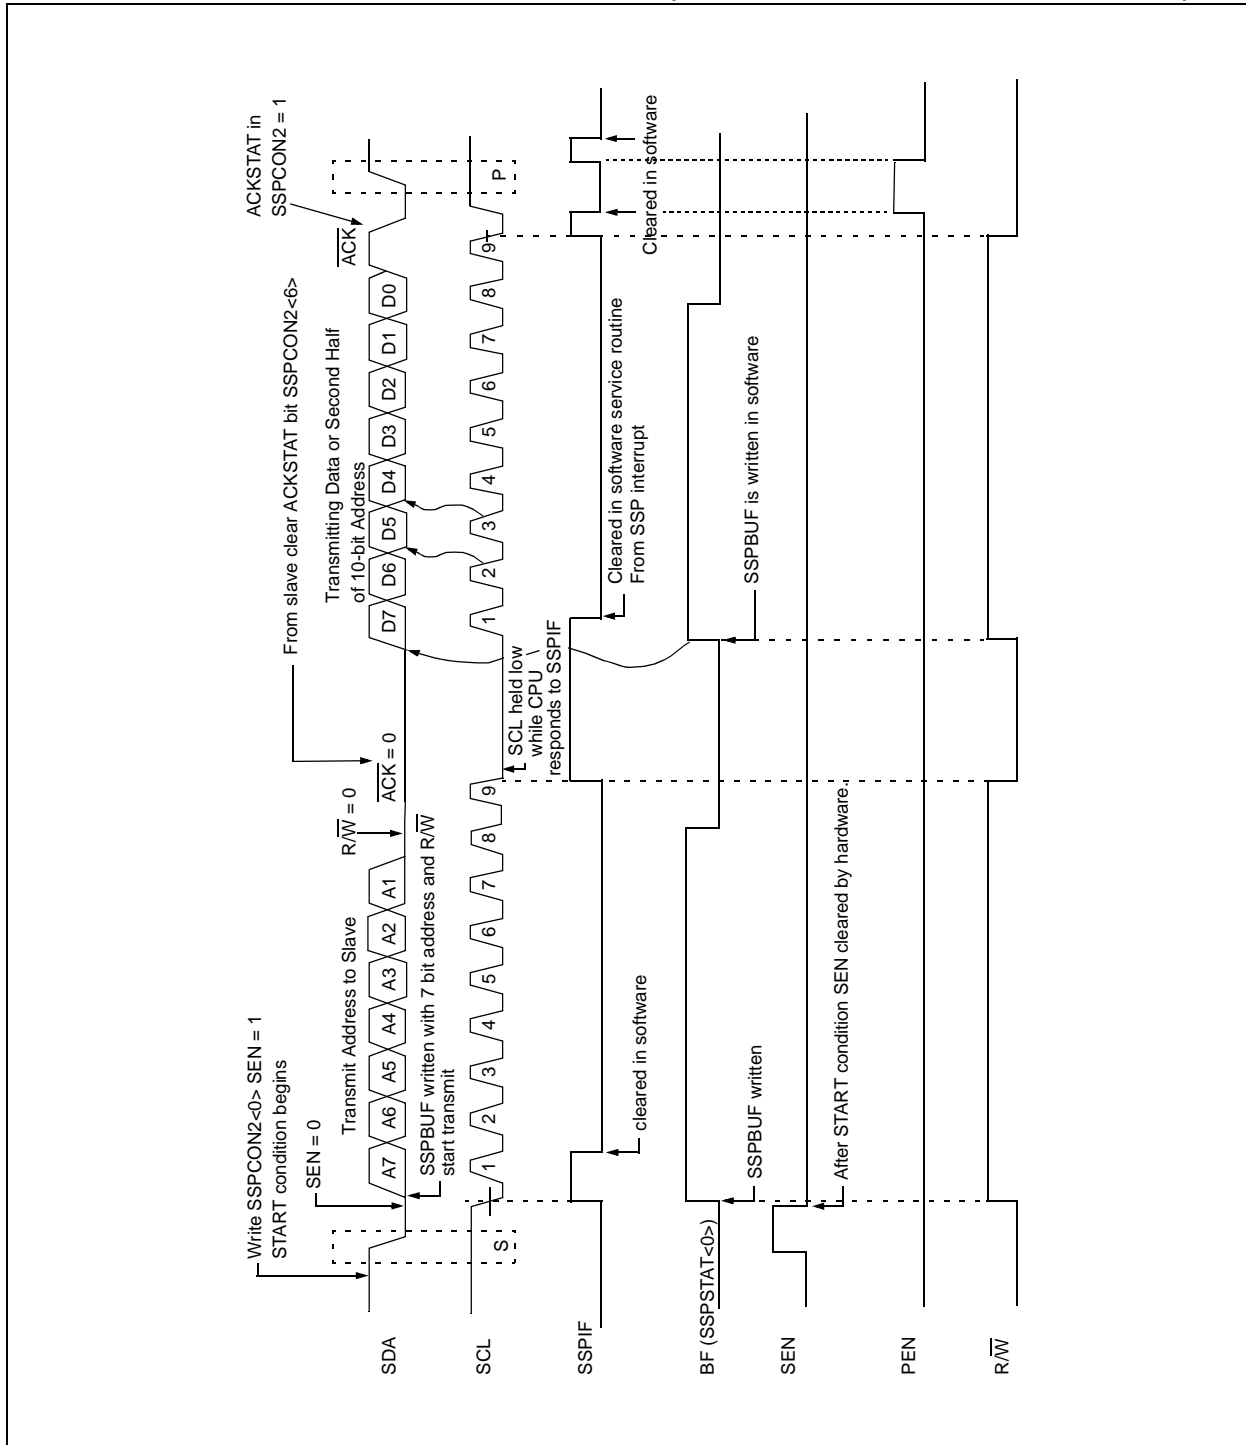 Write SSPCON2<0> SEN = 1
START condition begins
SEN = 0
Transmit Address to Slave
R/W = 0
From slave clear ACKSTAT bit SSPCON2<6>
ACK = 0
Transmitting Data or Second Half
of 10-bit Address
ACK
ACKSTAT in
SSPCON2 = 1
SDA
A7 A6 A5 A4 A3 A2 A1
D7 D6 D5 D4 D3 D2 D1 D0
SSPBUF written with 7 bit address and R/W
start transmit
SCL
S
1 2 3 4 5 6 7 8 9
1 2 3 4 5 6 7 8 9
P
SCL held low
while CPU
responds to SSPIF
SSPIF
cleared in software
Cleared in software service routine
From SSP interrupt
Cleared in software
Cleared in software
BF (SSPSTAT<0>)
SSPBUF written
SSPBUF is written in software
SEN
After START condition SEN cleared by hardware.
PEN
R/W